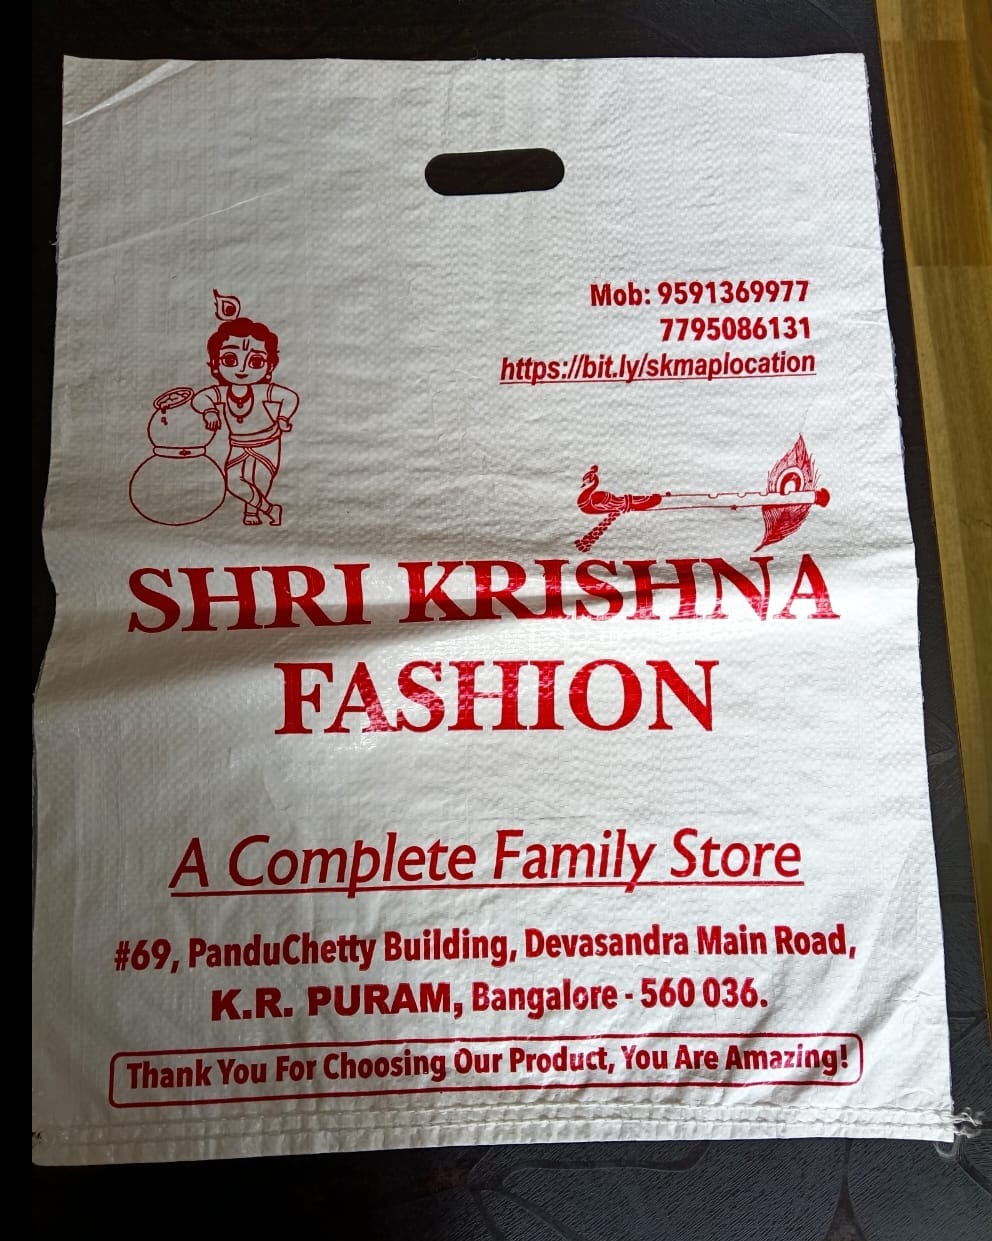 Mob: 9591369977
7795086131
https://bit.ly/skmaplocation
SHRI KRISHNA
FASHION
A Complete Family Store
#69, PanduChetty Building, Devasandra Main Road,
K.R. PURAM, Bangalore - 560 036.
Thank You For Choosing Our Product, You Are Amazing!